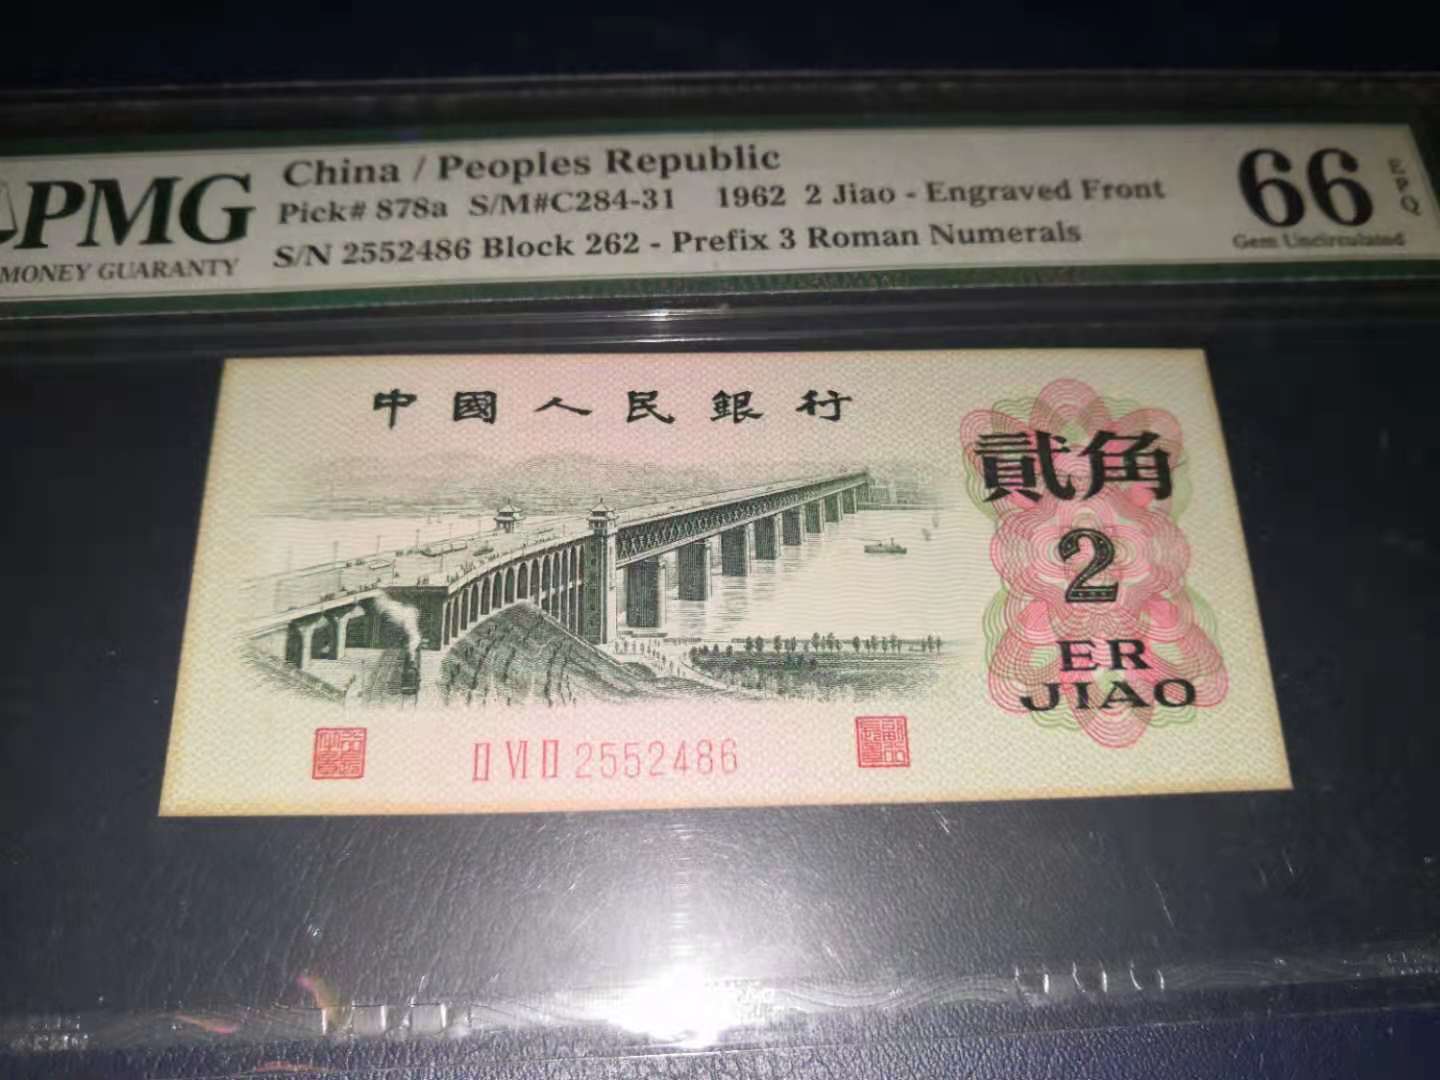 PMG
MONEY GUARANTY
China / Peoples Republic
Pick# 878a S/M#C284-31 1962 2 Jiao - Engraved Front
S/N 2552486 Block 262 - Prefix 3 Roman Numerals
66
EPQ
Gem Uncirculated
中國人民銀行
貳角
2
ER
JIAO
II VI II 2552486